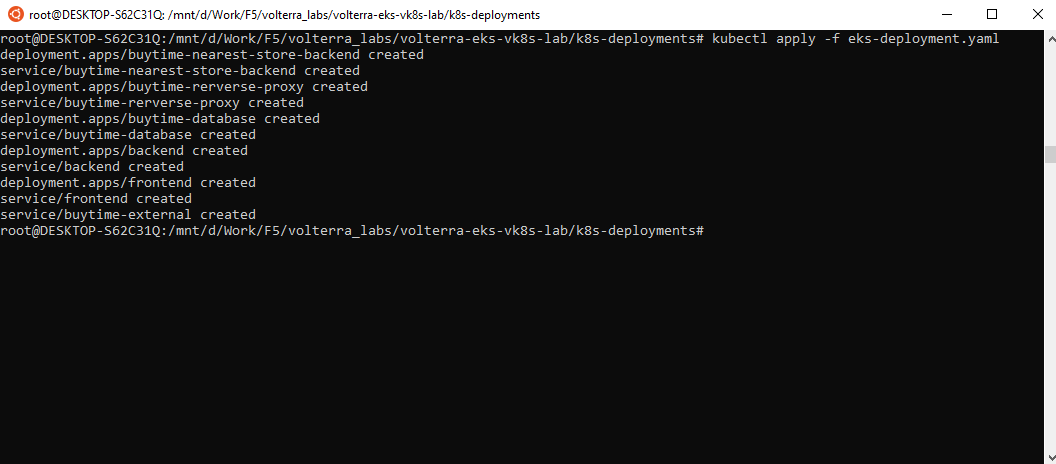 root@DESKTOP-S62C31Q: /mnt/d/Work/F5/volterra_labs/volterra-eks-vk8s-lab/k8s-deployments
root@DESKTOP-S62C31Q:/mnt/d/Work/F5/volterra_labs/volterra-eks-vk8s-lab/k8s-deployments# kubectl apply -f eks-deployment.yaml
deployment.apps/buytime-nearest-store-backend created
service/buytime-nearest-store-backend created
deployment.apps/buytime-rerverse-proxy created
service/buytime-rerverse-proxy created
deployment.apps/buytime-database created
service/buytime-database created
deployment.apps/backend created
service/backend created
deployment.apps/frontend created
service/frontend created
service/buytime-external created
root@DESKTOP-S62C31Q:/mnt/d/Work/F5/volterra_labs/volterra-eks-vk8s-lab/k8s-deployments#